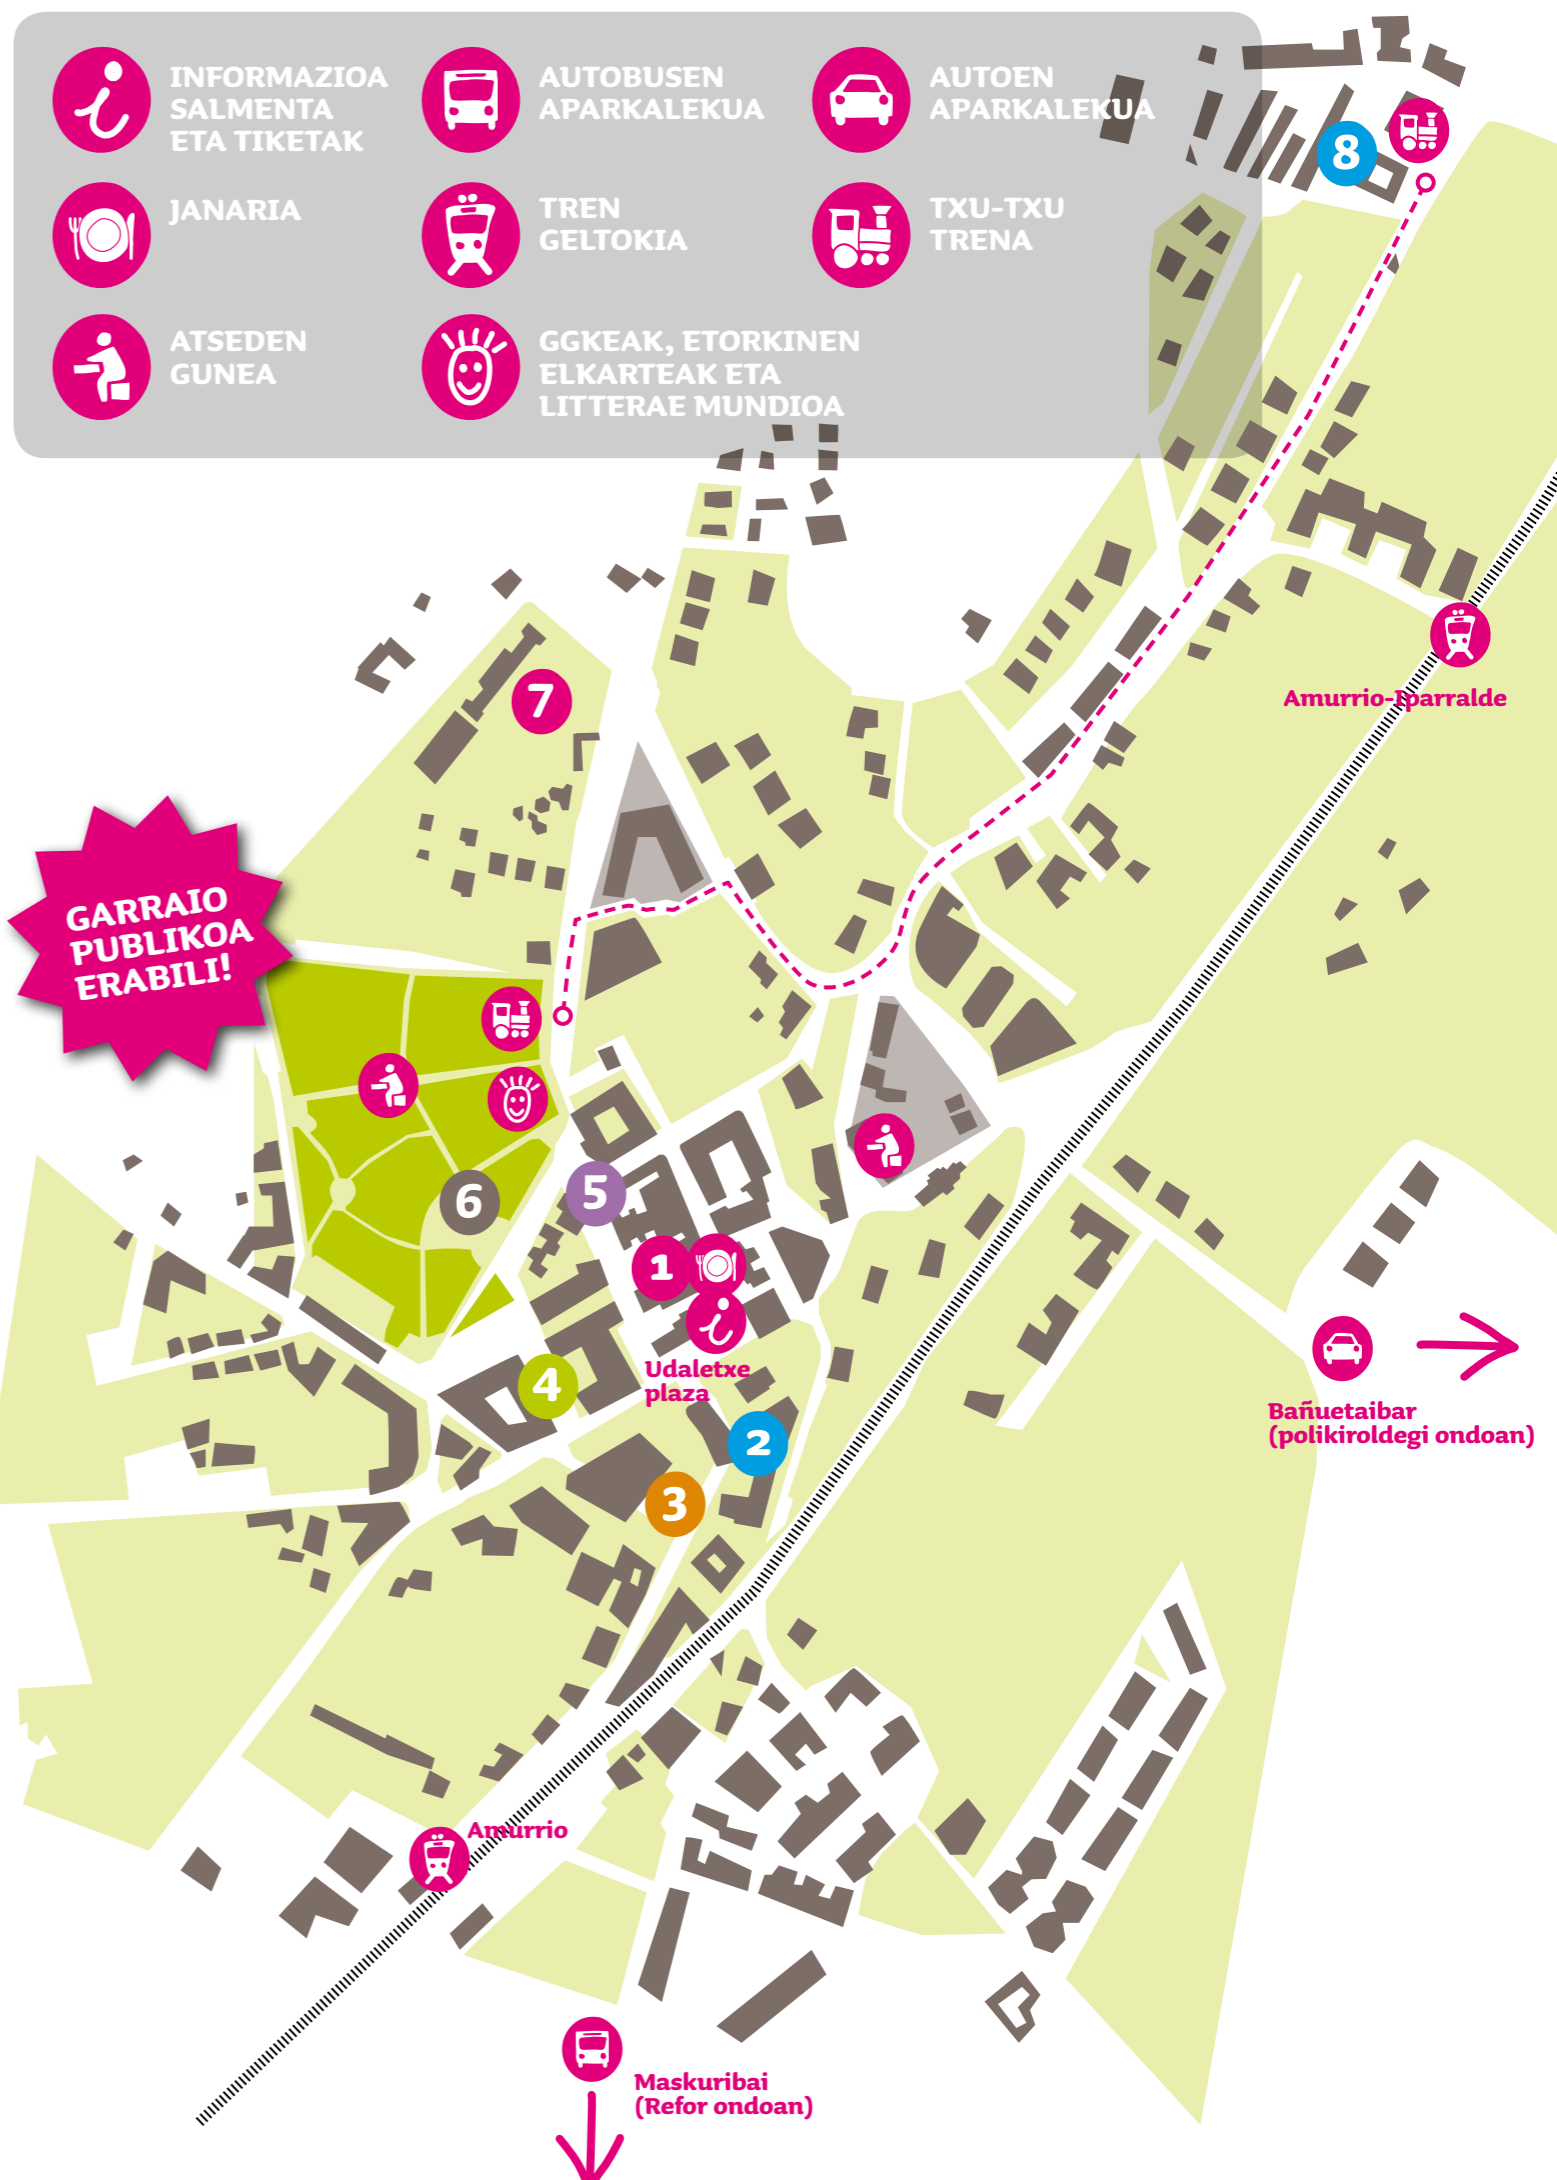 INFORMAZIOA
SALMENTA
ETA TIKETAK
AUTOBUSEN
APARKALEKUA
AUTOEN
APARKALEKUA
JANARIA
TREN
GELTOKIA
TXU-TXU
TRENA
ATSEDEN
GUNEA
GGKEAK, ETORKINEN
ELKARTEAK ETA
LITTERAE MUNDIOA
8
Amurrio-Iparralde
7
GARRAIO
PUBLIKOA
ERABILI!
6
5
1
Udaletxe
plaza
4
2
3
Bañuetaibar
(polikiroldegi ondoan)
Amurrio
Maskuribai
(Refor ondoan)